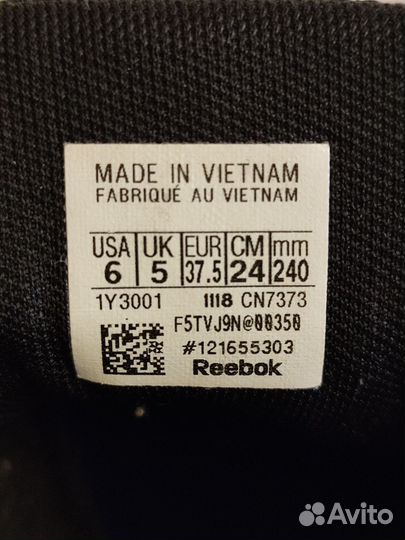 MADE IN VIETNAM
FABRIQUÉ AU VIETNAM
USA UK EUR CM mm
6 5 37.5 24 240
1Y3001 1118 CN7373
F5TVJ9N@00350
#121655303
Reebok
Avito